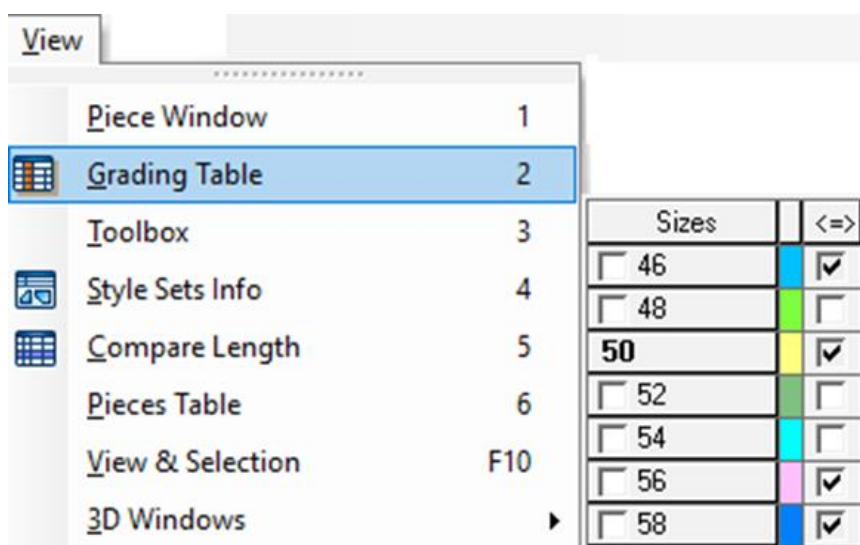 View
Piece Window 1
Grading Table 2
Toolbox 3
Style Sets Info 4
Compare Length 5
Pieces Table 6
View & Selection F10
3D Windows
Sizes <=>
46
48
50
52
54
56
58